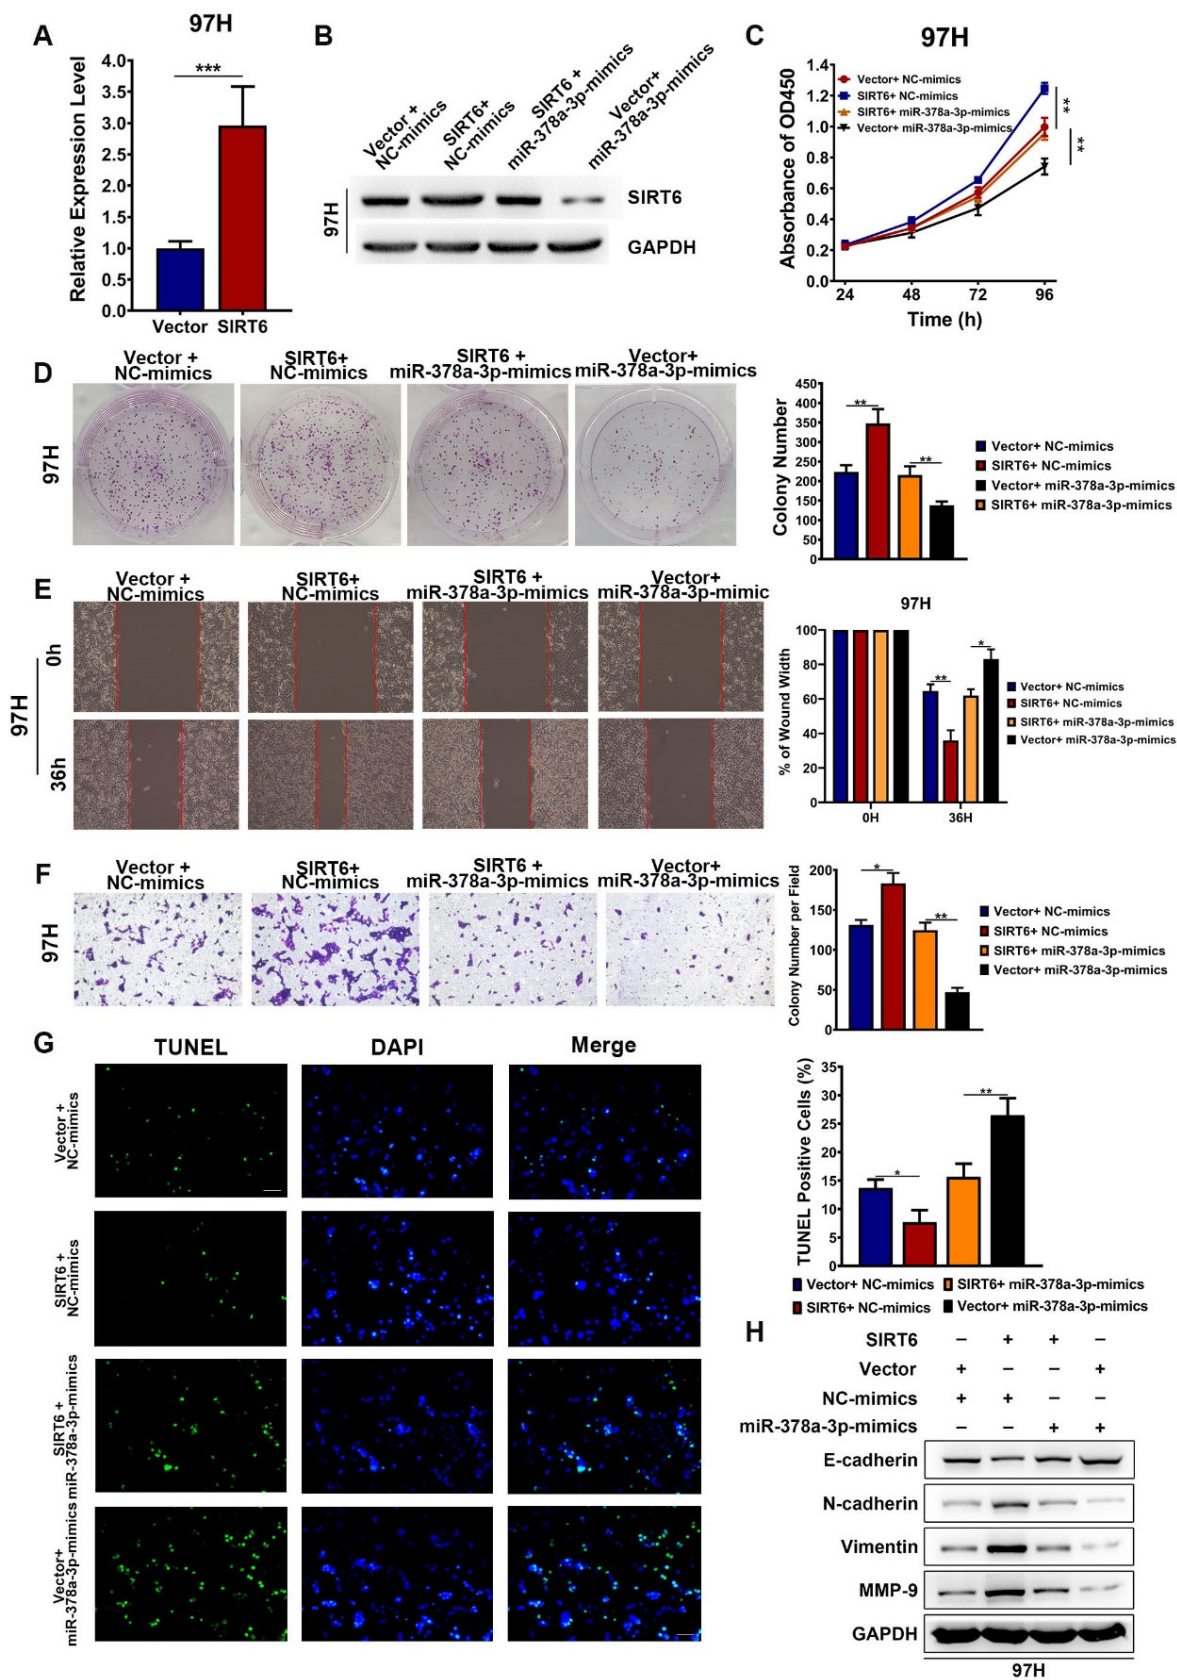 A
97H
Relative Expression Level
4.0
3.5
3.0
2.5
2.0
1.5
1.0
0.5
0.0
***
Vector SIRT6
B
Vector +
NC-mimics
SIRT6+
NC-mimics
SIRT6 +
miR-378a-3p-mimics
Vector+
miR-378a-3p-mimics
97H
SIRT6
GAPDH
C
97H
Absorbance of OD450
1.4
1.2
1.0
0.8
0.6
0.4
0.2
0.0
Vector+ NC-mimics
SIRT6+ NC-mimics
SIRT6+ miR-378a-3p-mimics
Vector+ miR-378a-3p-mimics
**
**
24 48 72 96
Time (h)
D
Vector +
NC-mimics
SIRT6+
NC-mimics
SIRT6 +
miR-378a-3p-mimics
Vector+
miR-378a-3p-mimics
97H
Colony Number
450
400
350
300
250
200
150
100
50
0
**
**
Vector+ NC-mimics
SIRT6+ NC-mimics
Vector+ miR-378a-3p-mimics
SIRT6+ miR-378a-3p-mimics
E
Vector +
NC-mimics
SIRT6+
NC-mimics
SIRT6 +
miR-378a-3p-mimics
Vector+
miR-378a-3p-mimic
97H
0h
36h
97H
% of Wound Width
100
80
60
40
20
0
**
*
0H 36H
Vector+ NC-mimics
SIRT6+ NC-mimics
SIRT6+ miR-378a-3p-mimics
Vector+ miR-378a-3p-mimics
F
Vector +
NC-mimics
SIRT6+
NC-mimics
SIRT6 +
miR-378a-3p-mimics
Vector+
miR-378a-3p-mimics
97H
Colony Number per Field
200
150
100
50
0
*
**
Vector+ NC-mimics
SIRT6+ NC-mimics
SIRT6+ miR-378a-3p-mimics
Vector+ miR-378a-3p-mimics
G
TUNEL DAPI Merge
Vector +
NC-mimics
SIRT6 +
NC-mimics
SIRT6 +
miR-378a-3p-mimics
Vector+
miR-378a-3p-mimics
TUNEL Positive Cells (%)
35
30
25
20
15
10
5
0
*
**
Vector+ NC-mimics SIRT6+ miR-378a-3p-mimics
SIRT6+ NC-mimics Vector+ miR-378a-3p-mimics
H
SIRT6 – + + –
Vector + – – +
NC-mimics + + – –
miR-378a-3p-mimics – – + +
E-cadherin
N-cadherin
Vimentin
MMP-9
GAPDH
97H